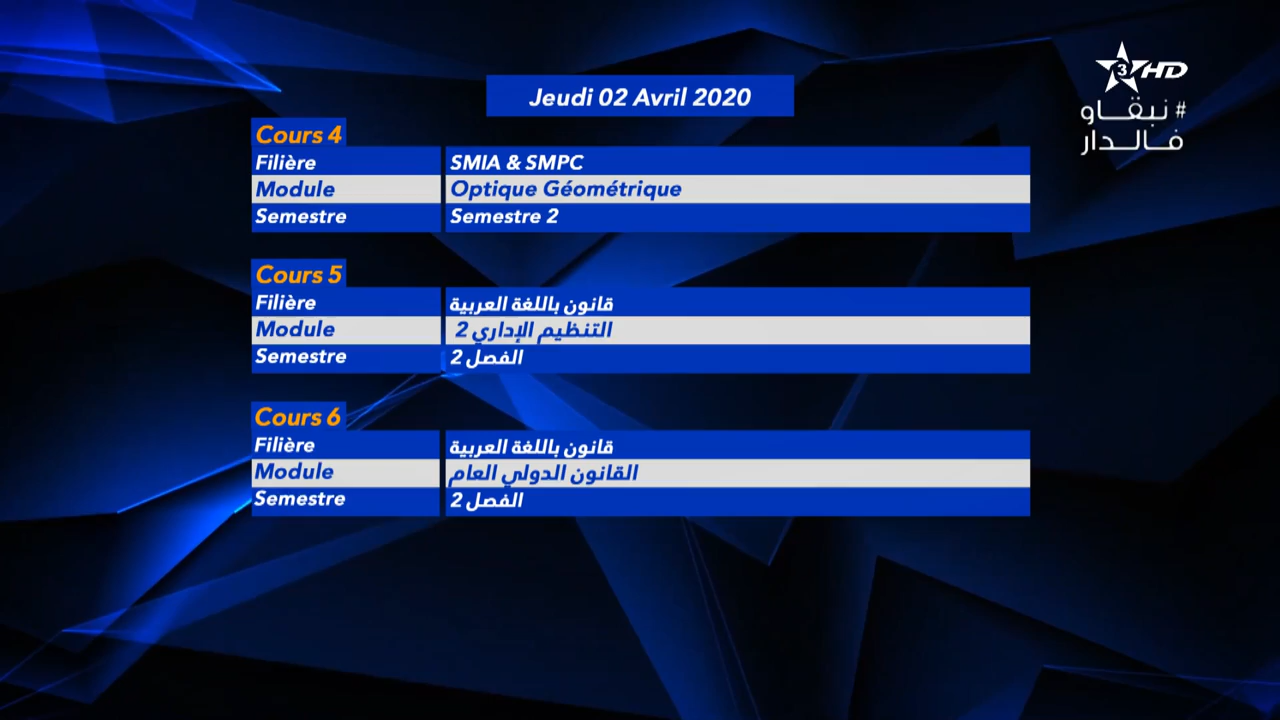 3 HD
#نبقاو
فالدار
Jeudi 02 Avril 2020
Cours 4
Filière SMIA & SMPC
Module Optique Géométrique
Semestre Semestre 2
Cours 5
Filière قانون باللغة العربية
Module التنظيم الإداري 2
Semestre الفصل 2
Cours 6
Filière قانون باللغة العربية
Module القانون الدولي العام
Semestre الفصل 2